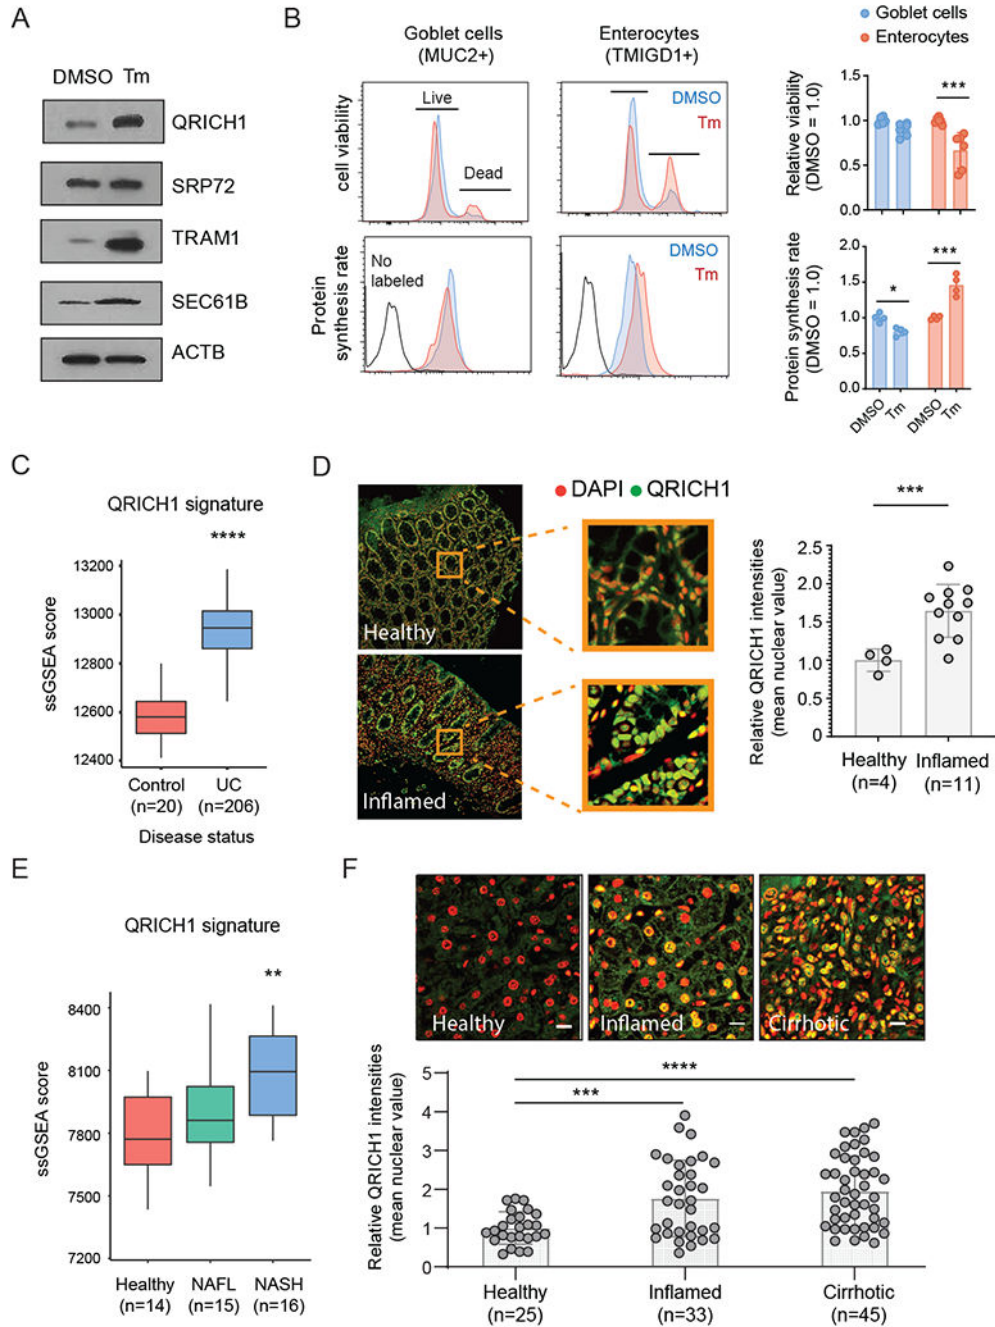 A
DMSO Tm
QRICH1
SRP72
TRAM1
SEC61B
ACTB
B
Goblet cells
(MUC2+)
Enterocytes
(TMIGD1+)
cell viability
Live
Dead
DMSO
Tm
Protein
synthesis rate
No
labeled
DMSO
Tm
Goblet cells
Enterocytes
Relative viability
(DMSO = 1.0)
1.5
1.0
0.5
0.0
***
Protein synthesis rate
(DMSO = 1.0)
2.0
1.5
1.0
0.5
0.0
*
***
DMSO
Tm
DMSO
Tm
C
QRICH1 signature
****
ssGSEA score
13200
13000
12800
12600
12400
Control
(n=20)
UC
(n=206)
Disease status
D
DAPI QRICH1
Healthy
Inflamed
***
Relative QRICH1 intensities
(mean nuclear value)
2.5
2.0
1.5
1.0
0.5
0
Healthy
(n=4)
Inflamed
(n=11)
E
QRICH1 signature
**
ssGSEA score
8400
8100
7800
7500
7200
Healthy
(n=14)
NAFL
(n=15)
NASH
(n=16)
F
Healthy
Inflamed
Cirrhotic
Relative QRICH1 intensities
(mean nuclear value)
5
4
3
2
1
0
****
***
Healthy
(n=25)
Inflamed
(n=33)
Cirrhotic
(n=45)